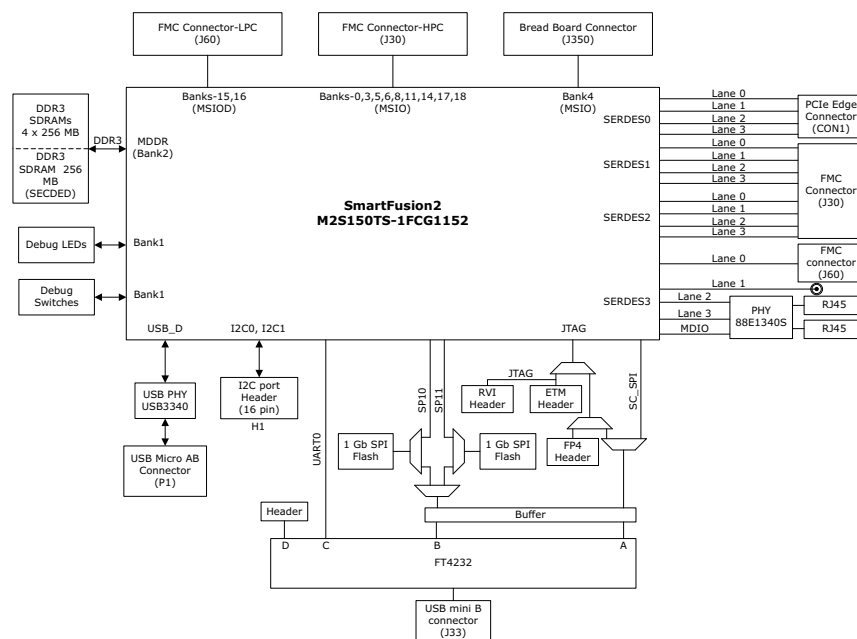 FMC Connector-LPC
(J60)
FMC Connector-HPC
(J30)
Bread Board Connector
(J350)
Banks-15,16
(MSIOD)
Banks-0,3,5,6,8,11,14,17,18
(MSIO)
Bank4
(MSIO)
DDR3
SDRAMs
4 x 256 MB
DDR3
SDRAM 256
MB
(SECDED)
DDR3
MDDR
(Bank2)
SERDES0
Lane 0
Lane 1
Lane 2
Lane 3
PCIe Edge
Connector
(CON1)
SERDES1
Lane 0
Lane 1
Lane 2
Lane 3
FMC
Connector
(J30)
SmartFusion2
M2S150TS-1FCG1152
SERDES2
Lane 0
Lane 1
Lane 2
Lane 3
Debug LEDs
Bank1
Lane 0
FMC
connector
(J60)
Debug
Switches
Bank1
SERDES3
Lane 1
Lane 2
Lane 3
MDIO
PHY
88E1340S
RJ45
RJ45
USB_D
I2C0, I2C1
JTAG
USB PHY
USB3340
I2C port
Header
(16 pin)
H1
UART0
SP10
SP11
JTAG
RVI
Header
ETM
Header
SC_SPI
USB Micro AB
Connector
(P1)
1 Gb SPI
Flash
1 Gb SPI
Flash
FP4
Header
Header
Buffer
D
C
B
A
FT4232
USB mini B
connector
(J33)